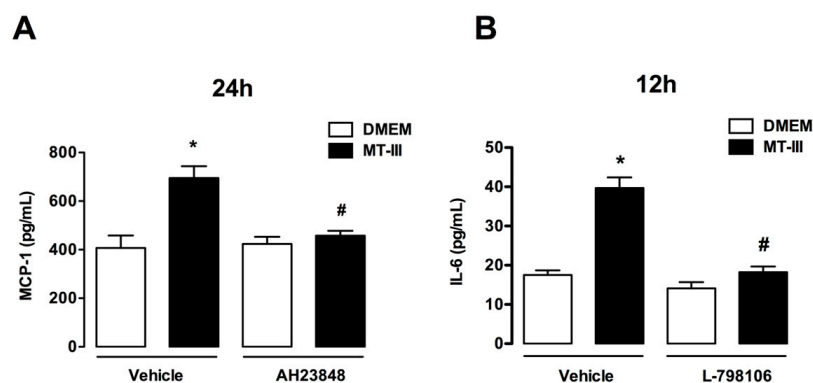 A
24h
DMEM
MT-III
MCP-1 (pg/mL)
800
600
400
200
0
*
#
Vehicle
AH23848
B
12h
DMEM
MT-III
IL-6 (pg/mL)
50
40
30
20
10
0
*
#
Vehicle
L-798106